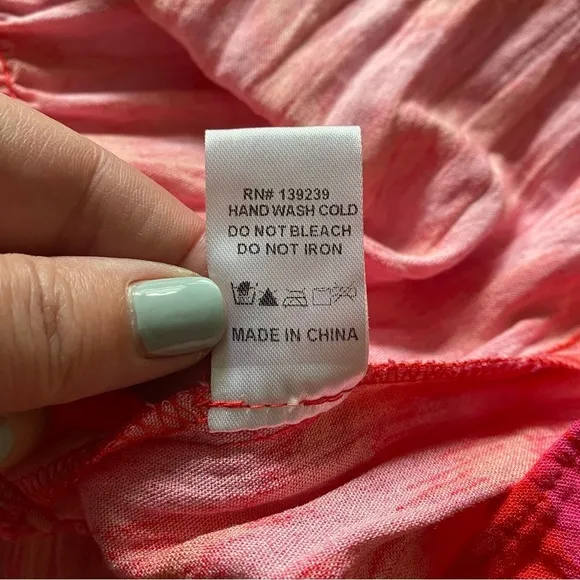 RN# 139239
HAND WASH COLD
DO NOT BLEACH
DO NOT IRON
MADE IN CHINA